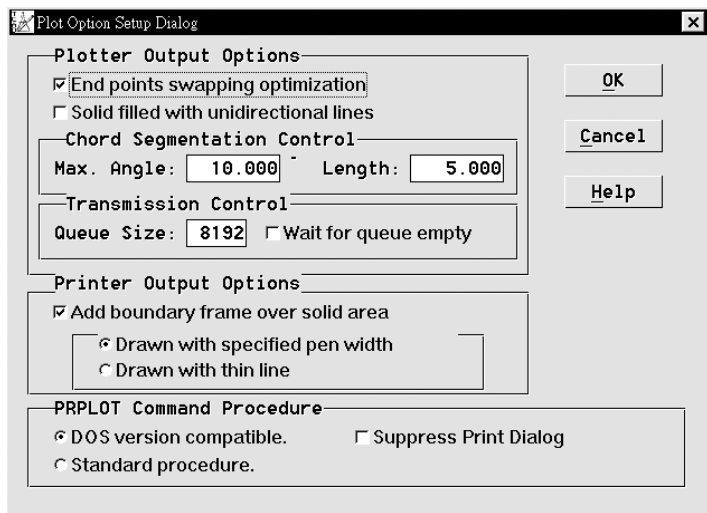 Plot Option Setup Dialog
Plotter Output Options
End points swapping optimization
OK
Solid filled with unidirectional lines
Chord Segmentation Control
Cancel
Max. Angle: 10.000 Length: 5.000
Help
Transmission Control
Queue Size: 8192 Wait for queue empty
Printer Output Options
Add boundary frame over solid area
Drawn with specified pen width
Drawn with thin line
PRPLOT Command Procedure
DOS version compatible. Suppress Print Dialog
Standard procedure.